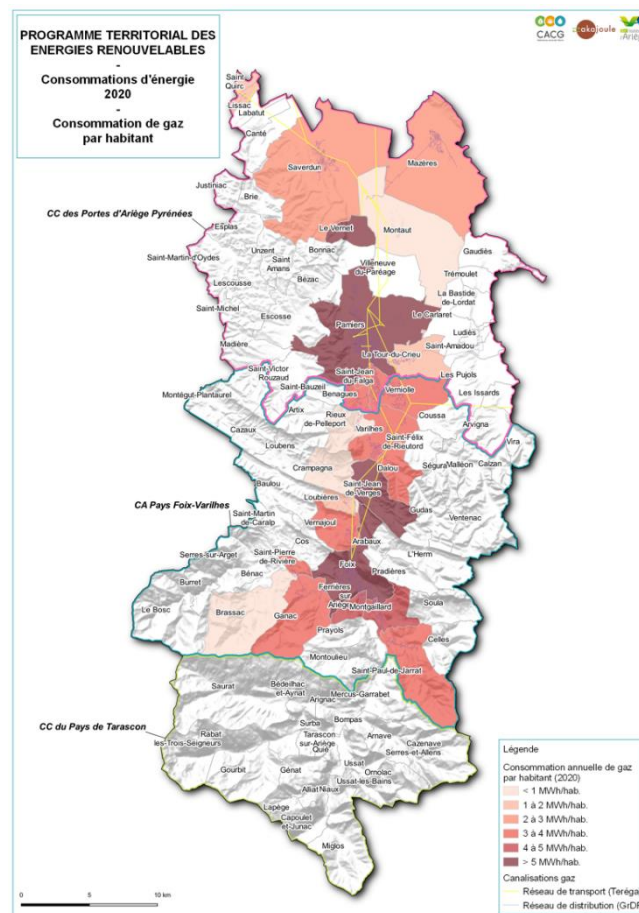 PROGRAMME TERRITORIAL DES
ENERGIES RENOUVELABLES
-
Consommations d'énergie
2020
-
Consommation de gaz
par habitant
CACG
akajoule
Saint
Quirc
Lissac
Labatut
Canté
Saverdun
Mazères
Justiniac
Brie
CC des Portes d'Ariège Pyrénées
Esplas
Le Vernet
Montaut
Saint-Martin-d'Oydes
Unzent
Bonnac
Gaudiès
Saint
Amans
Villeneuve
du-Paréage
Trémoulet
Lescousse
Bézac
La Bastide
de-Lordat
Saint-Michel
Escosse
Le Carlaret
Pamiers
Ludiès
Madière
La Tour-du-Crieu
Saint-Amadou
Saint-Victor
Rouzaud
Saint-Jean
du Falga
Les Pujols
Saint-Bauzeil
Benagues
Verniolle
Les Issards
Montégut-Plantaurel
Artix
Rieux
de-Pelleport
Coussa
Arvigna
Cazaux
Varilhes
Saint-Félix
de-Rieutord
Vira
Loubens
Crampagna
Dalou
Ségura
Malléon
Calzan
Baulou
Loubières
Saint-Jean
de-Verges
Gudas
CA Pays Foix-Varilhes
Saint-Martin
de-Caralp
Vernajoul
Ventenac
Cos
Arabaux
Serres-sur-Arget
Saint-Pierre
de-Rivière
L'Herm
Foix
Bénac
Pradières
Burret
Ferrières
sur
Ariège
Montgaillard
Soula
Le Bosc
Brassac
Ganac
Prayols
Celles
Montoulieu
Saint-Paul-de-Jarrat
Saurat
Bédeilhac
et-Aynat
Mercus-Garrabet
Arignac
CC du Pays de Tarascon
Bompas
Surba
Rabat
les-Trois-Seigneurs
Tarascon
sur-Ariège
Arnave
Cazenave
Serres-et-Allens
Quié
Gourbit
Génat
Ussat
Ornolac
Ussat-les-Bains
Alliat
Niaux
Lapège
Capoulet
et-Junac
Miglos
Légende
Consommation annuelle de gaz
par habitant (2020)
< 1 MWh/hab.
1 à 2 MWh/hab.
2 à 3 MWh/hab.
3 à 4 MWh/hab.
4 à 5 MWh/hab.
> 5 MWh/hab.
Canalisations gaz
Réseau de transport (Teréga
Réseau de distribution (GrDF
0
5
10 km